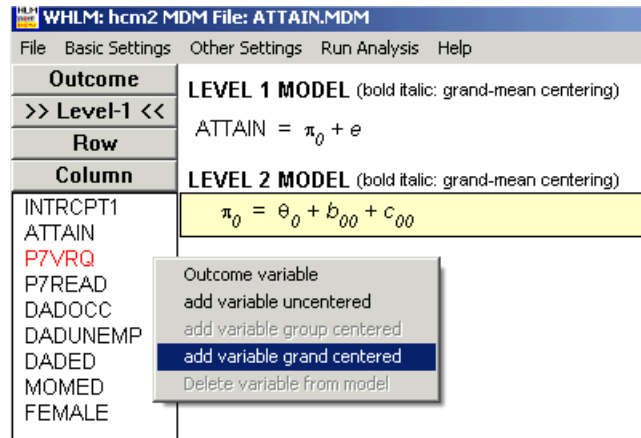 WHLM: hcm2 MDM File: ATTAIN.MDM
File Basic Settings Other Settings Run Analysis Help
Outcome
>> Level-1 <<
Row
Column
INTRCPT1
ATTAIN
P7VRQ
P7READ
DADOCC
DADUNEMP
DADED
MOMED
FEMALE
LEVEL 1 MODEL (bold italic: grand-mean centering)
ATTAIN = π0 + e
LEVEL 2 MODEL (bold italic: grand-mean centering)
π0 = θ0 + b00 + c00
Outcome variable
add variable uncentered
add variable group centered
add variable grand centered
Delete variable from model